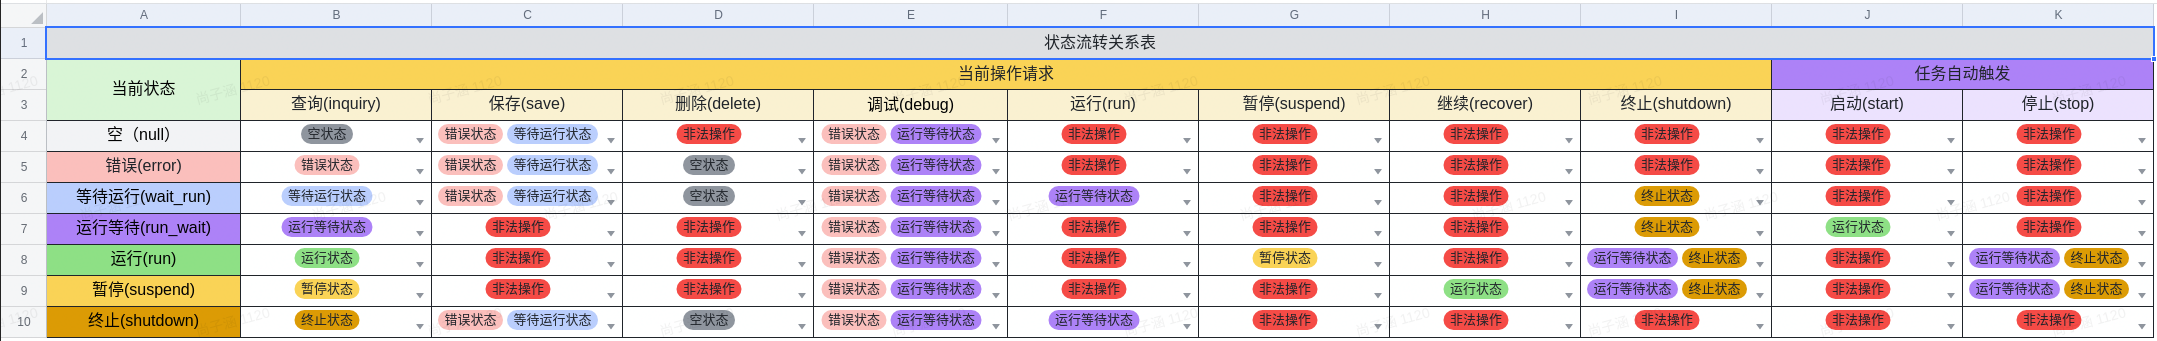 A B C D E F G H I J K
1 状态流转关系表
2 当前状态 当前操作请求 任务自动触发
3 查询(inquiry) 保存(save) 删除(delete) 调试(debug) 运行(run) 暂停(suspend) 继续(recover) 终止(shutdown) 启动(start) 停止(stop)
4 空（null） 空状态 错误状态 等待运行状态 非法操作 错误状态 运行等待状态 非法操作 非法操作 非法操作 非法操作 非法操作 非法操作
5 错误(error) 错误状态 错误状态 等待运行状态 空状态 错误状态 运行等待状态 非法操作 非法操作 非法操作 非法操作 非法操作 非法操作
6 等待运行(wait_run) 等待运行状态 错误状态 等待运行状态 空状态 错误状态 运行等待状态 运行等待状态 非法操作 非法操作 终止状态 非法操作 非法操作
7 运行等待(run_wait) 运行等待状态 非法操作 非法操作 错误状态 运行等待状态 非法操作 非法操作 非法操作 终止状态 运行状态 非法操作
8 运行(run) 运行状态 非法操作 非法操作 错误状态 运行等待状态 非法操作 暂停状态 非法操作 运行等待状态 终止状态 非法操作 运行等待状态 终止状态
9 暂停(suspend) 暂停状态 非法操作 非法操作 错误状态 运行等待状态 非法操作 非法操作 运行状态 运行等待状态 终止状态 非法操作 运行等待状态 终止状态
10 终止(shutdown) 终止状态 错误状态 等待运行状态 空状态 错误状态 运行等待状态 运行等待状态 非法操作 非法操作 非法操作 非法操作 非法操作